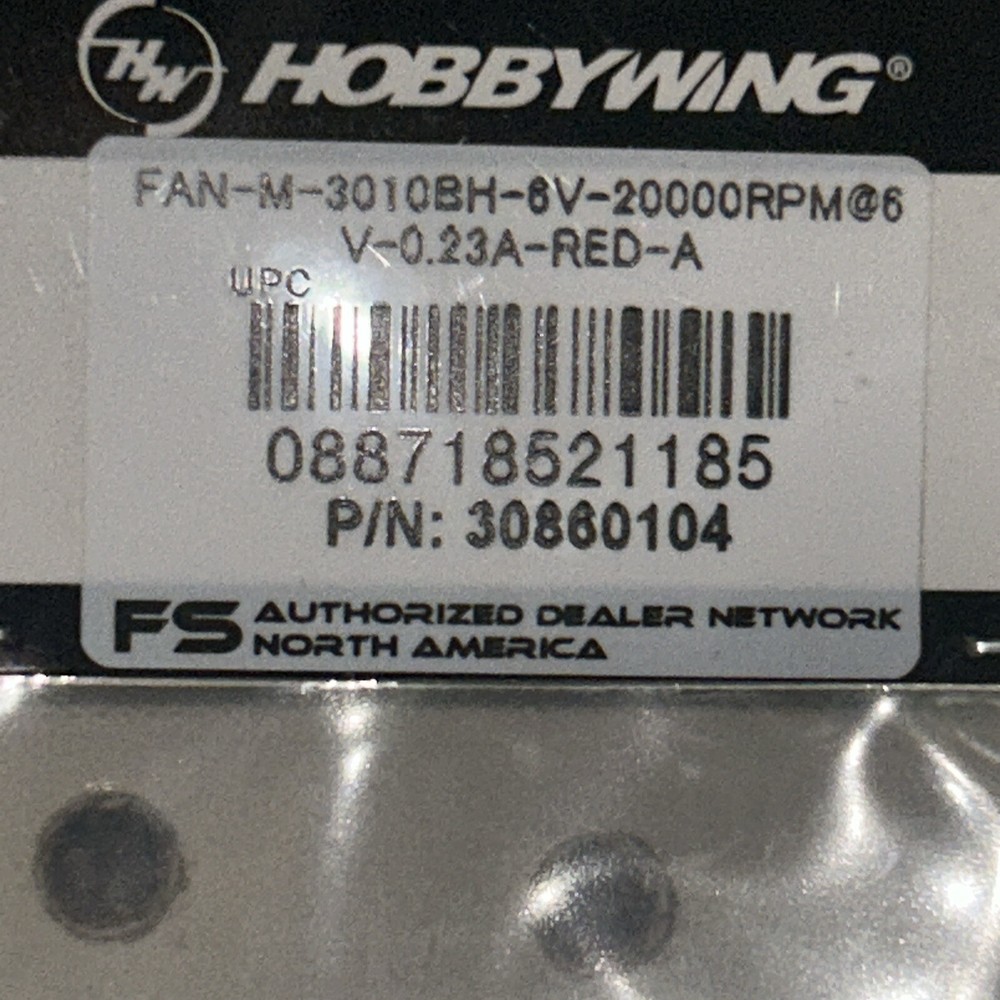 HW HOBBYWING®
FAN-M-3010BH-6V-20000RPM@6
V-0.23A-RED-A
UPC
088718521185
P/N: 30860104
FS AUTHORIZED DEALER NETWORK
NORTH AMERICA